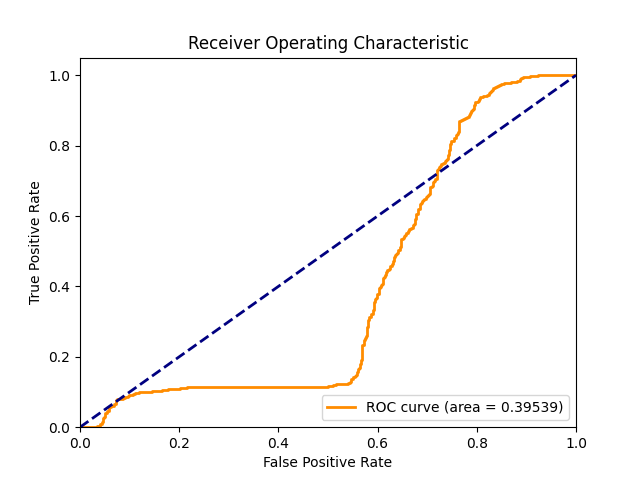 Receiver Operating Characteristic
True Positive Rate
1.0
0.8
0.6
0.4
0.2
0.0
ROC curve (area = 0.39539)
0.0 0.2 0.4 0.6 0.8 1.0
False Positive Rate